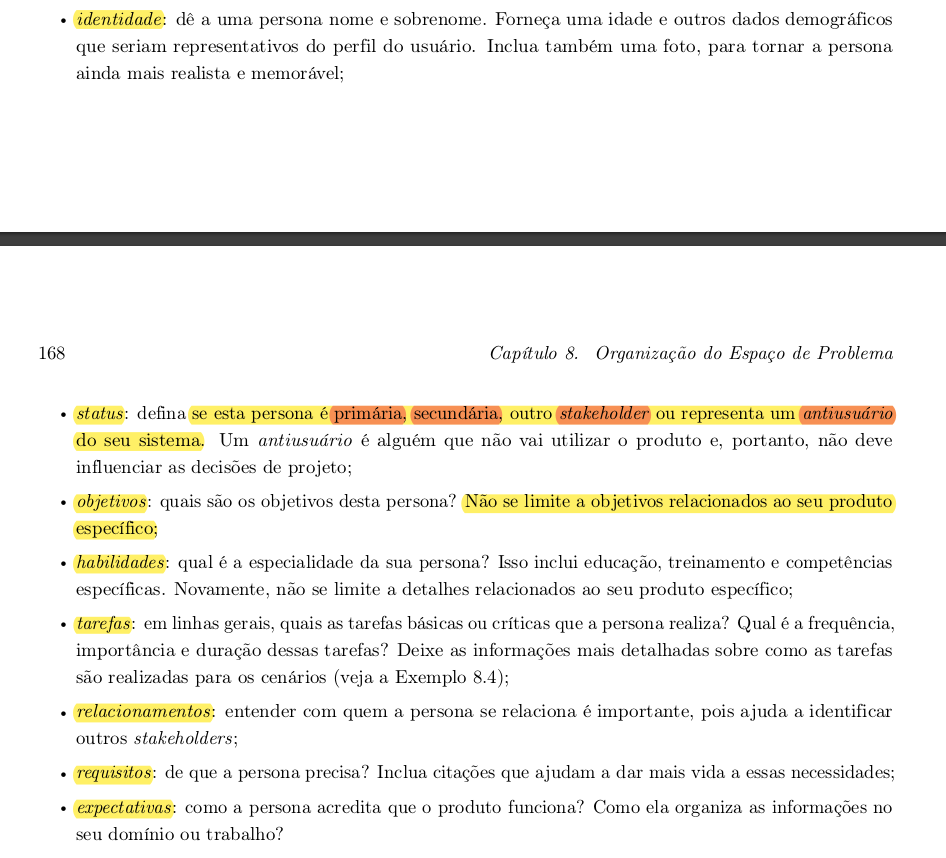 • identidade: dê a uma persona nome e sobrenome. Forneça uma idade e outros dados demográficos
que seriam representativos do perfil do usuário. Inclua também uma foto, para tornar a persona
ainda mais realista e memorável;
168
Capítulo 8. Organização do Espaço de Problema
• status: defina se esta persona é primária, secundária, outro stakeholder ou representa um antiusuário
do seu sistema. Um antiusuário é alguém que não vai utilizar o produto e, portanto, não deve
influenciar as decisões de projeto;
• objetivos: quais são os objetivos desta persona? Não se limite a objetivos relacionados ao seu produto
específico;
• habilidades: qual é a especialidade da sua persona? Isso inclui educação, treinamento e competências
específicas. Novamente, não se limite a detalhes relacionados ao seu produto específico;
• tarefas: em linhas gerais, quais as tarefas básicas ou críticas que a persona realiza? Qual é a frequência,
importância e duração dessas tarefas? Deixe as informações mais detalhadas sobre como as tarefas
são realizadas para os cenários (veja a Exemplo 8.4);
• relacionamentos: entender com quem a persona se relaciona é importante, pois ajuda a identificar
outros stakeholders;
• requisitos: de que a persona precisa? Inclua citações que ajudam a dar mais vida a essas necessidades;
• expectativas: como a persona acredita que o produto funciona? Como ela organiza as informações no
seu domínio ou trabalho?